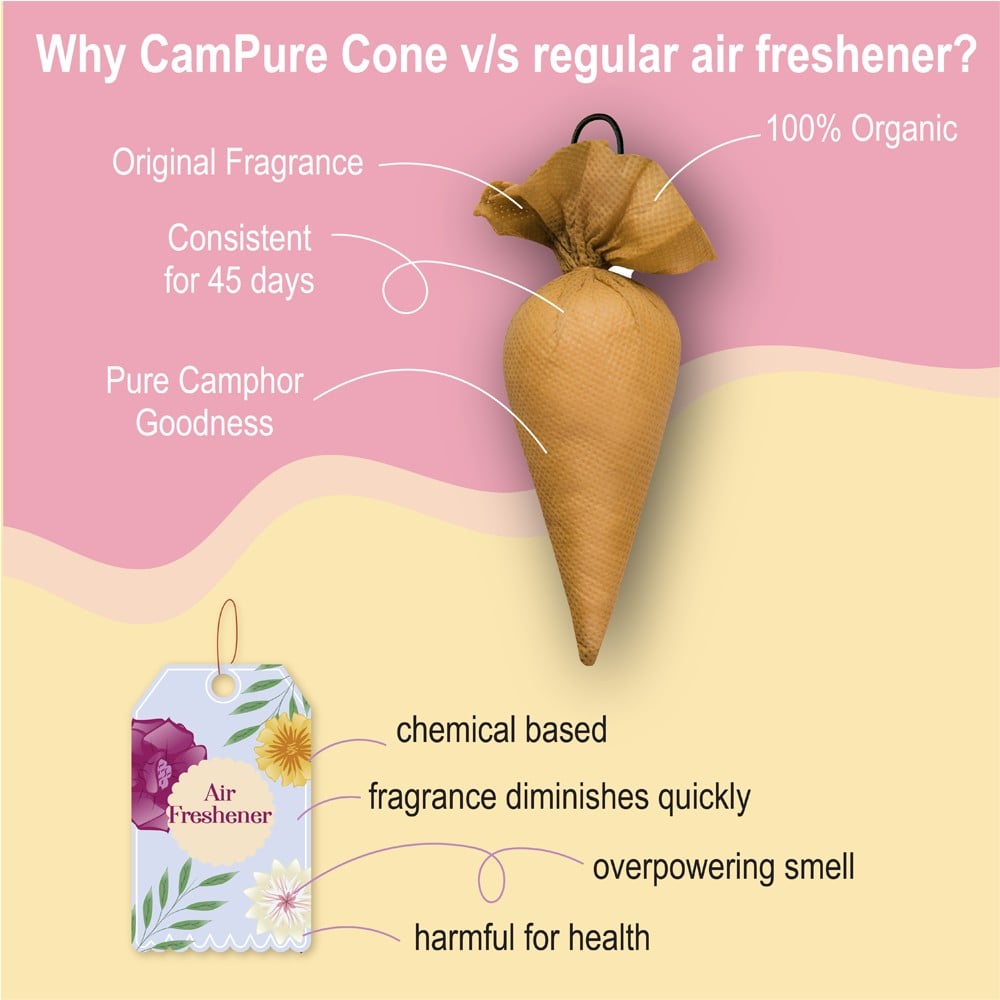 Why CamPure Cone v/s regular air freshener?
100% Organic
Original Fragrance
Consistent
for 45 days
Pure Camphor
Goodness
Air
Freshener
chemical based
fragrance diminishes quickly
overpowering smell
harmful for health